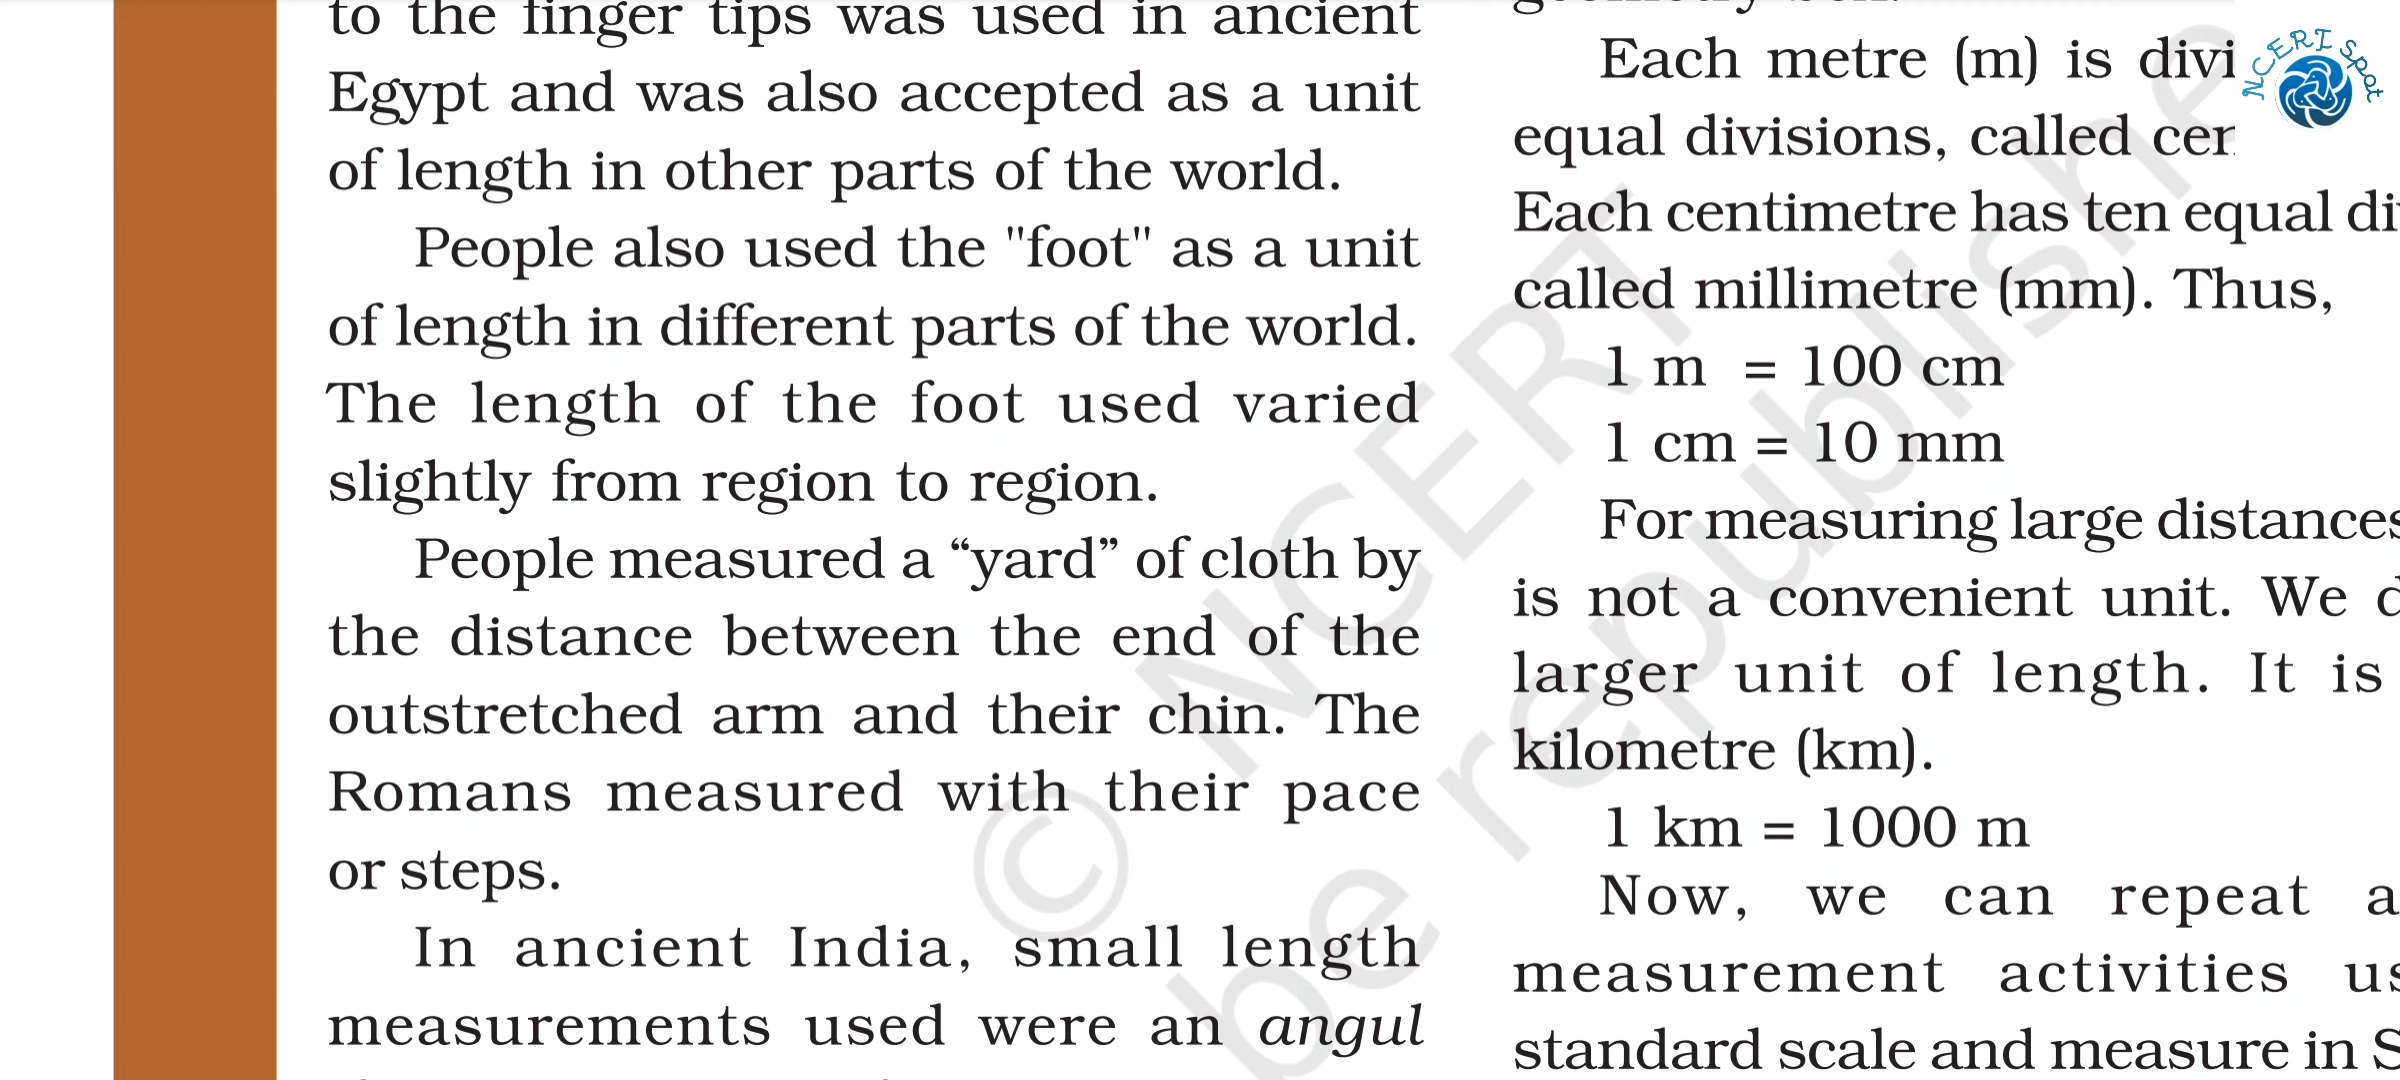 to the finger tips was used in ancient
Egypt and was also accepted as a unit
of length in other parts of the world.
People also used the "foot" as a unit
of length in different parts of the world.
The length of the foot used varied
slightly from region to region.
People measured a “yard” of cloth by
the distance between the end of the
outstretched arm and their chin. The
Romans measured with their pace
or steps.
In ancient India, small length
measurements used were an angul
Each metre (m) is divi
equal divisions, called cen
Each centimetre has ten equal di
called millimetre (mm). Thus,
1 m = 100 cm
1 cm = 10 mm
For measuring large distances
is not a convenient unit. We
larger unit of length. It is
kilometre (km).
1 km = 1000 m
Now, we can repeat a
measurement activities us
standard scale and measure in S
NCERT Spot
© NCERT
be republishe